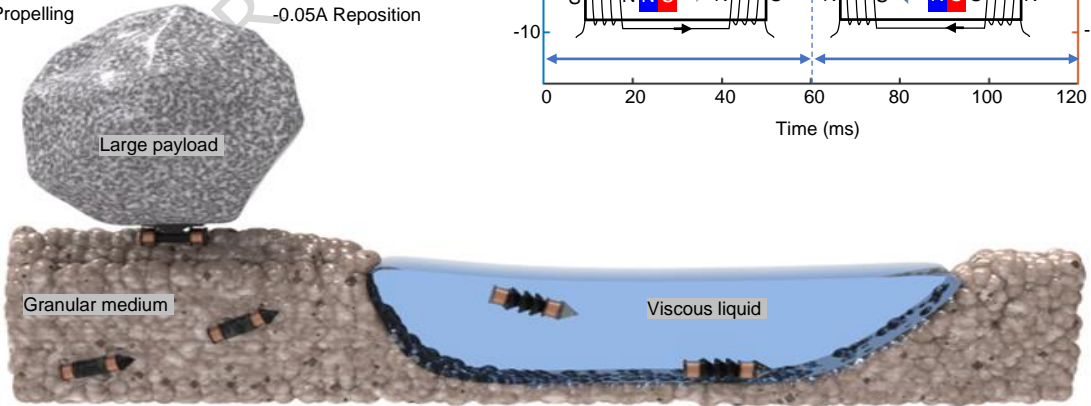 Propelling
-0.05A Reposition
-10
0 20 40 60 80 100 120
Time (ms)
Large payload
Granular medium
Viscous liquid